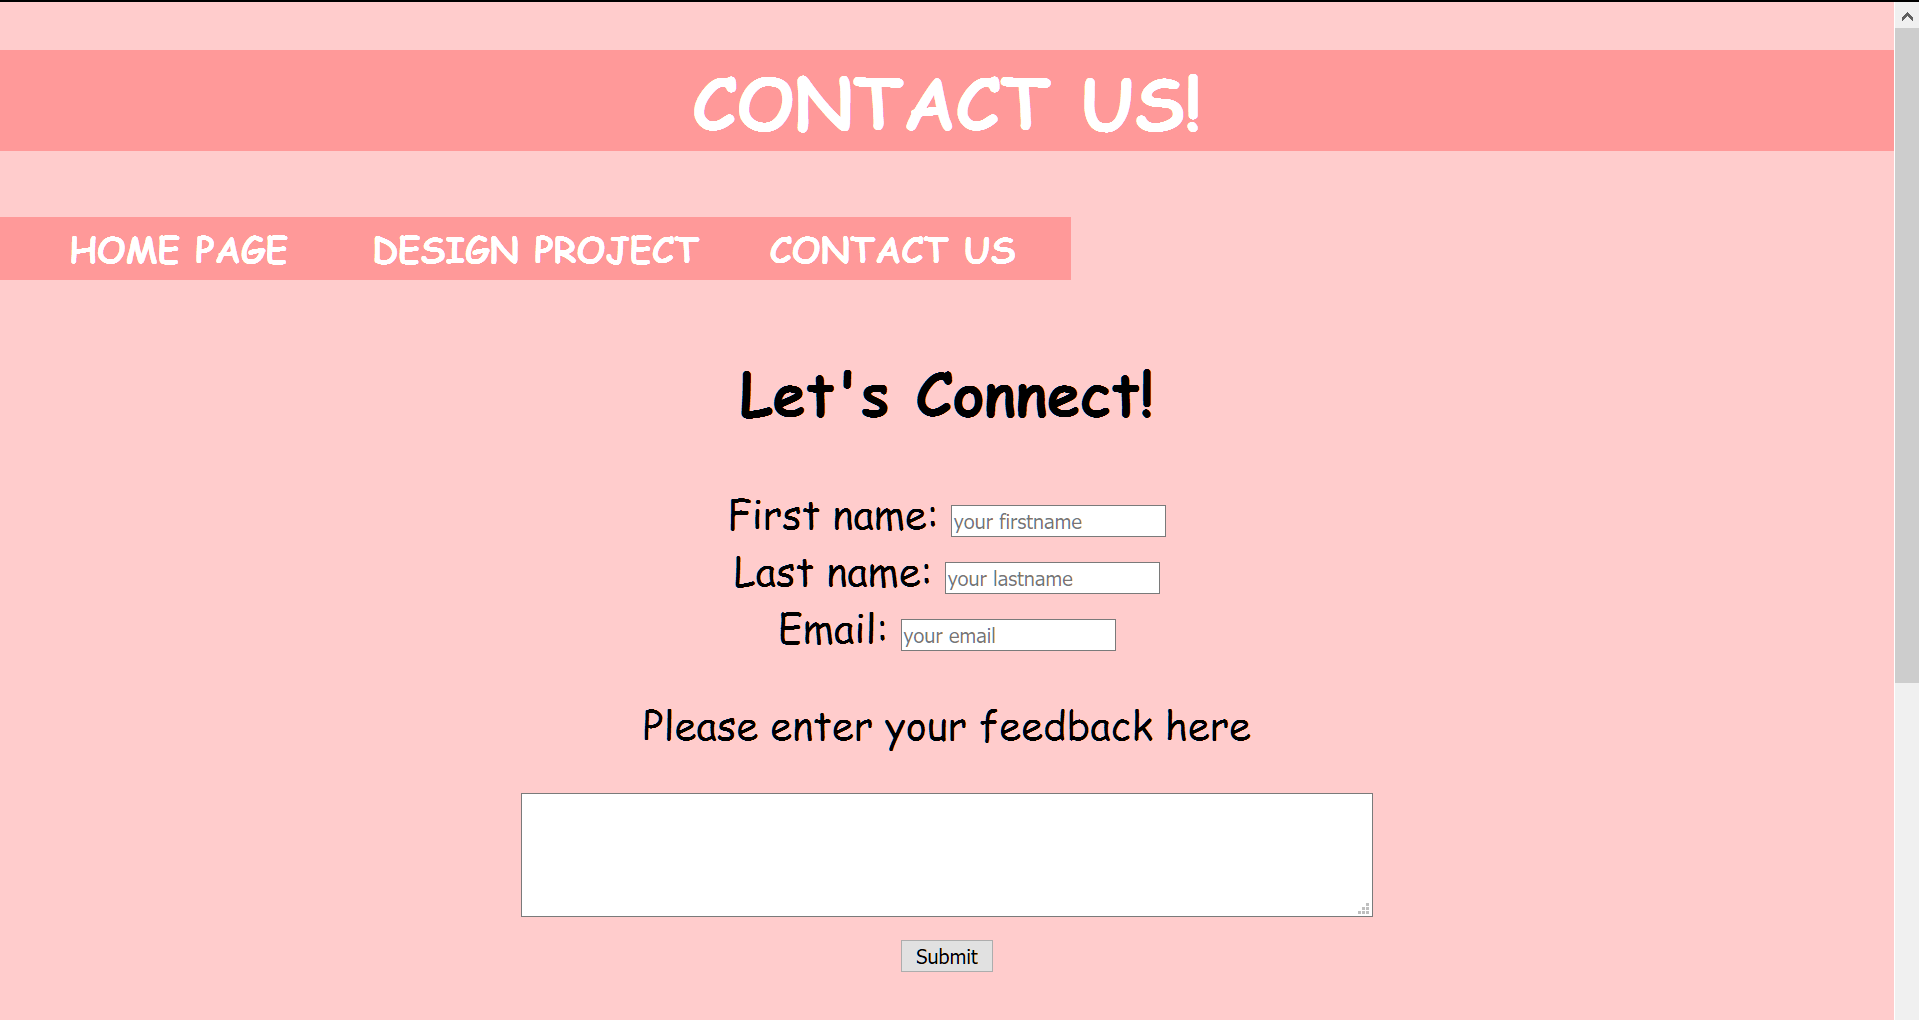 CONTACT US!
HOME PAGE DESIGN PROJECT CONTACT US
Let's Connect!
First name: your firstname
Last name: your lastname
Email: your email
Please enter your feedback here
Submit